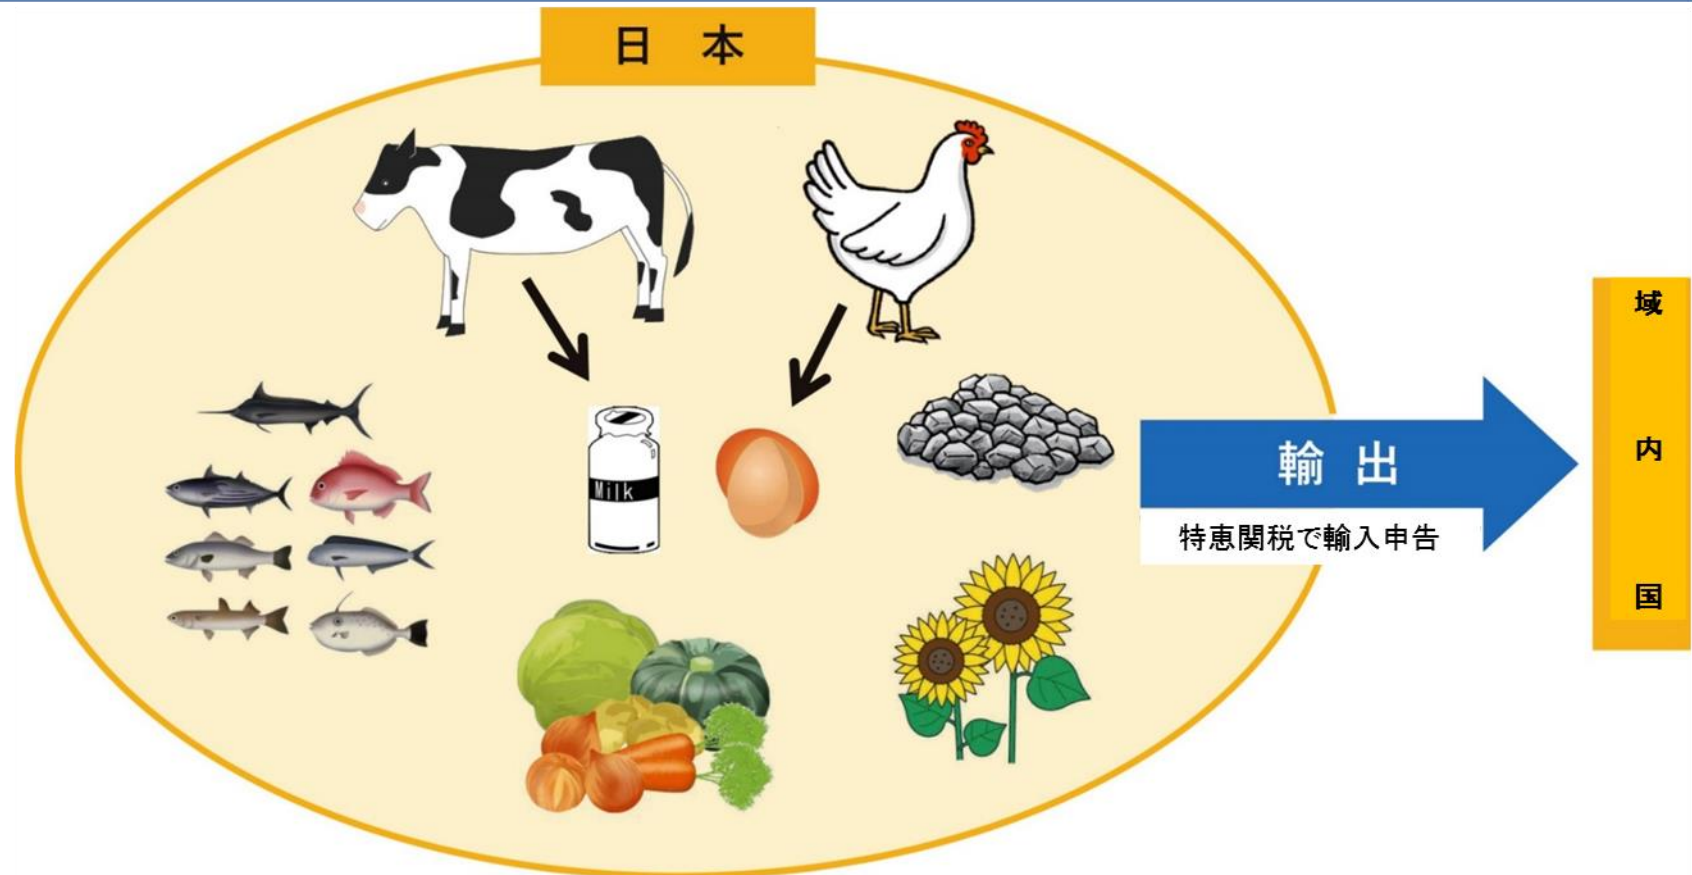 日 本
Milk
輸 出
特恵関税で輸入申告
域
内
国